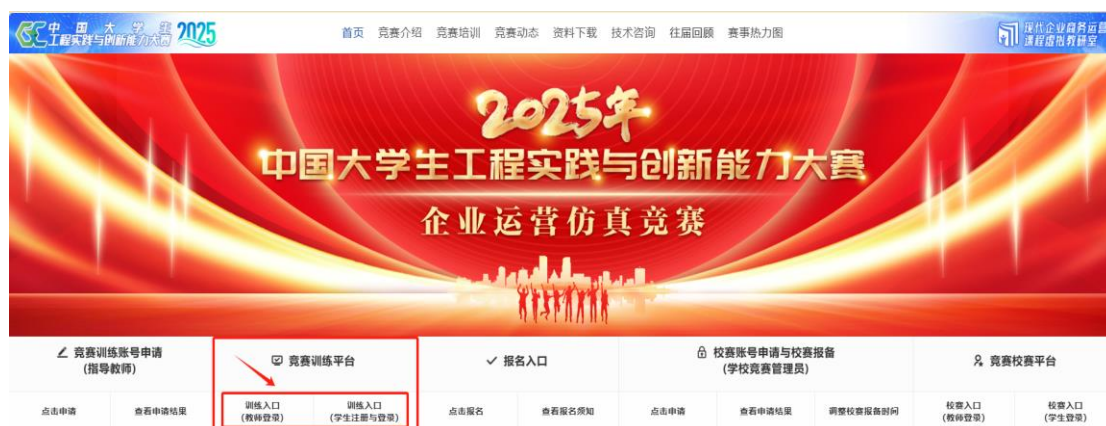 中国大学生
工程实践与创新能力大赛 2025
首页 竞赛介绍 竞赛培训 竞赛动态 资料下载 技术咨询 往届回顾 赛事热力图
现代企业商务运营
课程虚拟教研室
2025年
中国大学生工程实践与创新能力大赛
企业运营仿真竞赛
竞赛训练账号申请
(指导教师)
竞赛训练平台
报名入口
校赛账号申请与校赛报备
(学校竞赛管理员)
竞赛校赛平台
点击申请
查看申请结果
训练入口
(教师登录)
训练入口
(学生注册与登录)
点击报名
查看报名须知
点击申请
查看申请结果
调整校赛报备时间
校赛入口
(教师登录)
校赛入口
(学生登录)